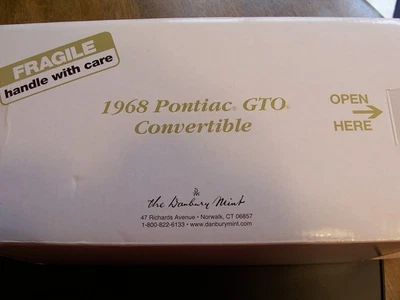 FRAGILE
handle with care
1968 Pontiac® GTO®
Convertible
OPEN
HERE
the Danbury Mint
47 Richards Avenue • Norwalk, CT 06857
1-800-822-6133 • www.danburymint.com